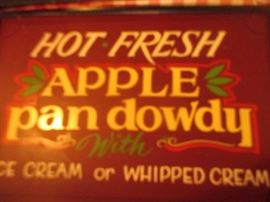 HOT · FRESH
APPLE
pan dowdy
With
CE CREAM OR WHIPPED CREAM